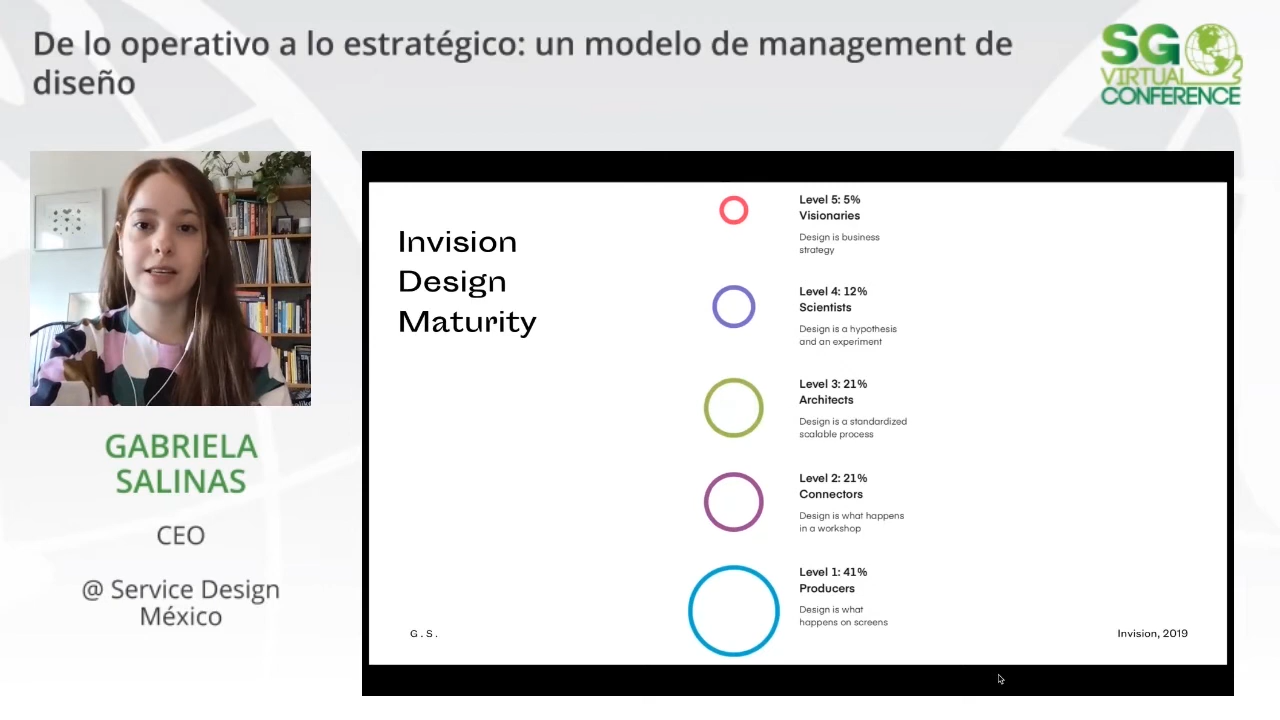 De lo operativo a lo estratégico: un modelo de management de
diseño
SG
VIRTUAL
CONFERENCE
GABRIELA
SALINAS
CEO
@ Service Design
México
Invision
Design
Maturity
Level 5: 5%
Visionaries
Design is business
strategy
Level 4: 12%
Scientists
Design is a hypothesis
and an experiment
Level 3: 21%
Architects
Design is a standardized
scalable process
Level 2: 21%
Connectors
Design is what happens
in a workshop
Level 1: 41%
Producers
Design is what
happens on screens
G.S.
Invision, 2019